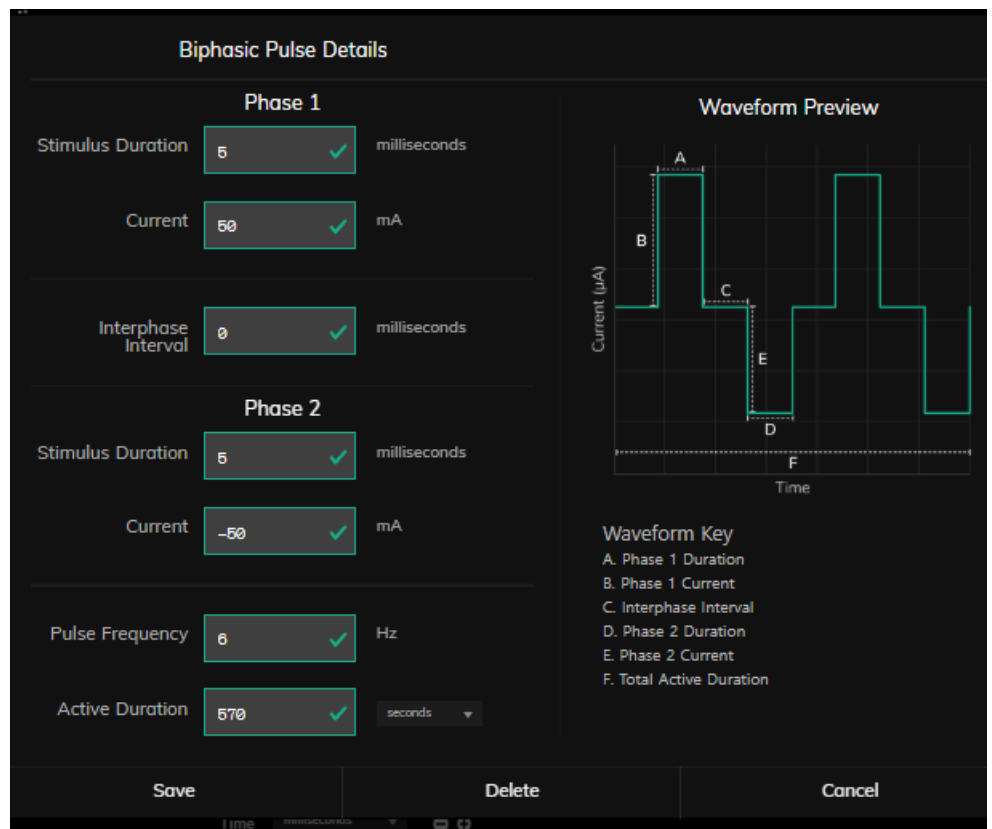 Biphasic Pulse Details
Phase 1
Stimulus Duration 5 milliseconds
Current 50 mA
Interphase
Interval 0 milliseconds
Phase 2
Stimulus Duration 5 milliseconds
Current -50 mA
Pulse Frequency 6 Hz
Active Duration 570 seconds
Waveform Preview
A
B
C
E
D
F
Current (µA)
Time
Waveform Key
A. Phase 1 Duration
B. Phase 1 Current
C. Interphase Interval
D. Phase 2 Duration
E. Phase 2 Current
F. Total Active Duration
Save Delete Cancel
Time milliseconds